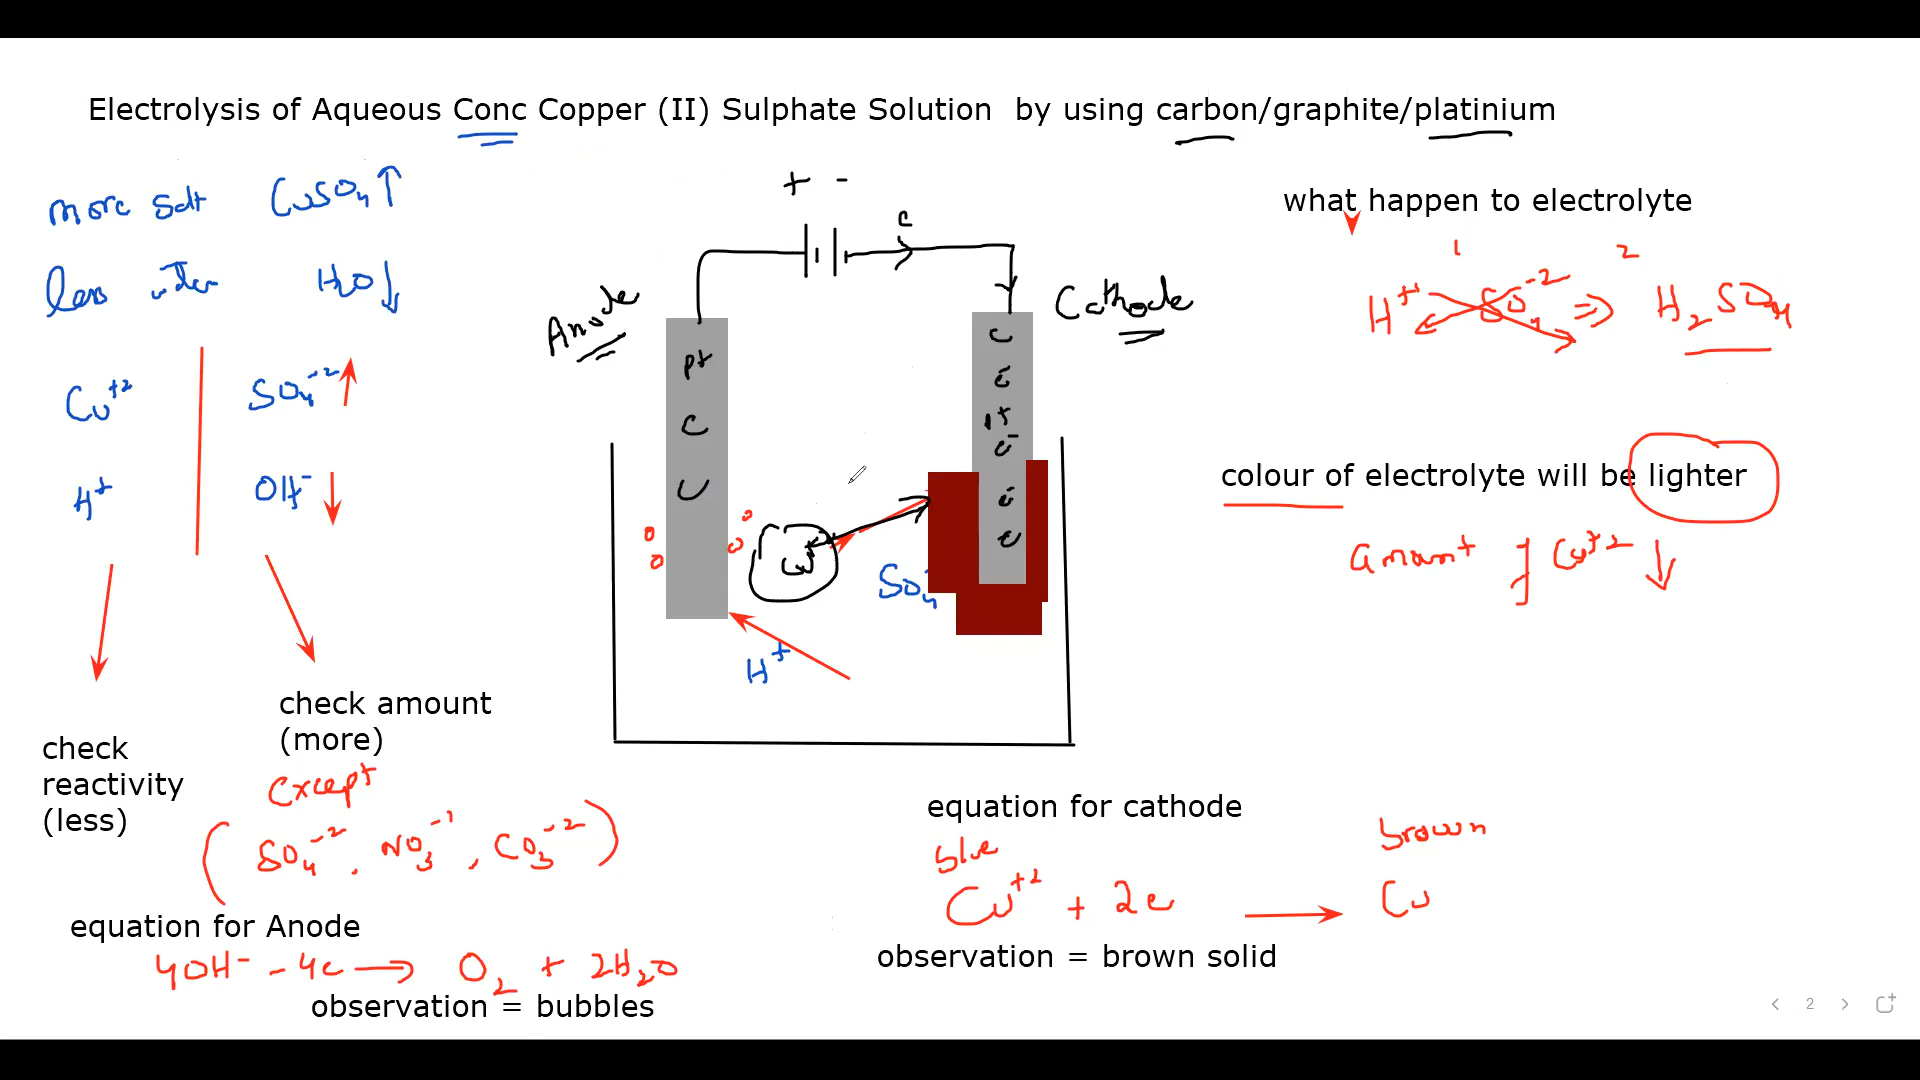 Electrolysis of Aqueous Conc Copper (II) Sulphate Solution by using carbon/graphite/platinium
more salt CuSO₄ ↑
less water H₂O ↓
Cu⁺² SO₄⁻² ↑
H⁺ OH⁻ ↓
check reactivity (less)
check amount
(more)
except
(SO₄⁻², NO₃⁻¹, CO₃⁻²)
equation for Anode
4OH⁻ - 4e → O₂ + 2H₂O
observation = bubbles
+ -
e
Anode
Cathode
Pt
C
C
e⁻
Pt
e⁻
e⁻
e
Cu
SO₄
H⁺
equation for cathode
blue brown
Cu⁺² + 2e → Cu
observation = brown solid
what happen to electrolyte
1 2
H⁺¹ SO₄⁻² ⇒ H₂SO₄
colour of electrolyte will be lighter
amount of Cu⁺² ↓
2